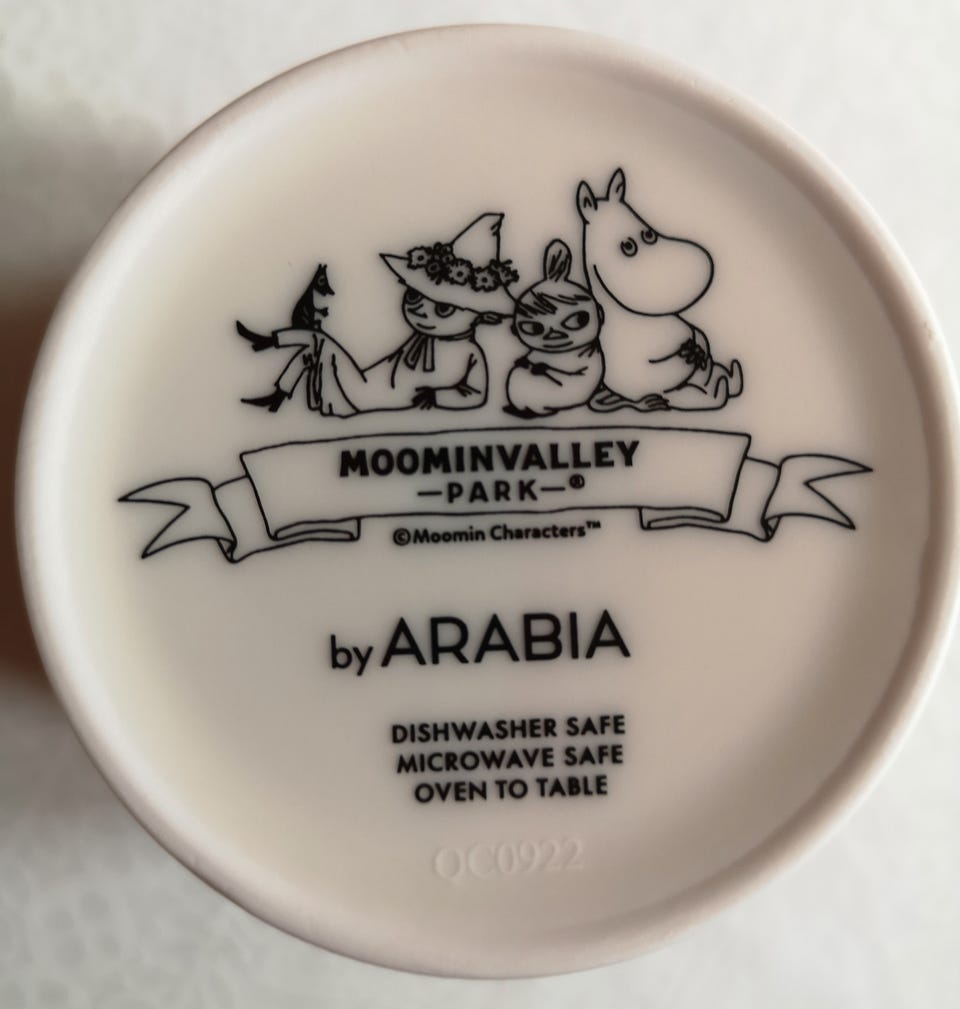 MOOMINVALLEY
—PARK—®
©Moomin Characters™
by ARABIA
DISHWASHER SAFE
MICROWAVE SAFE
OVEN TO TABLE
QC0922